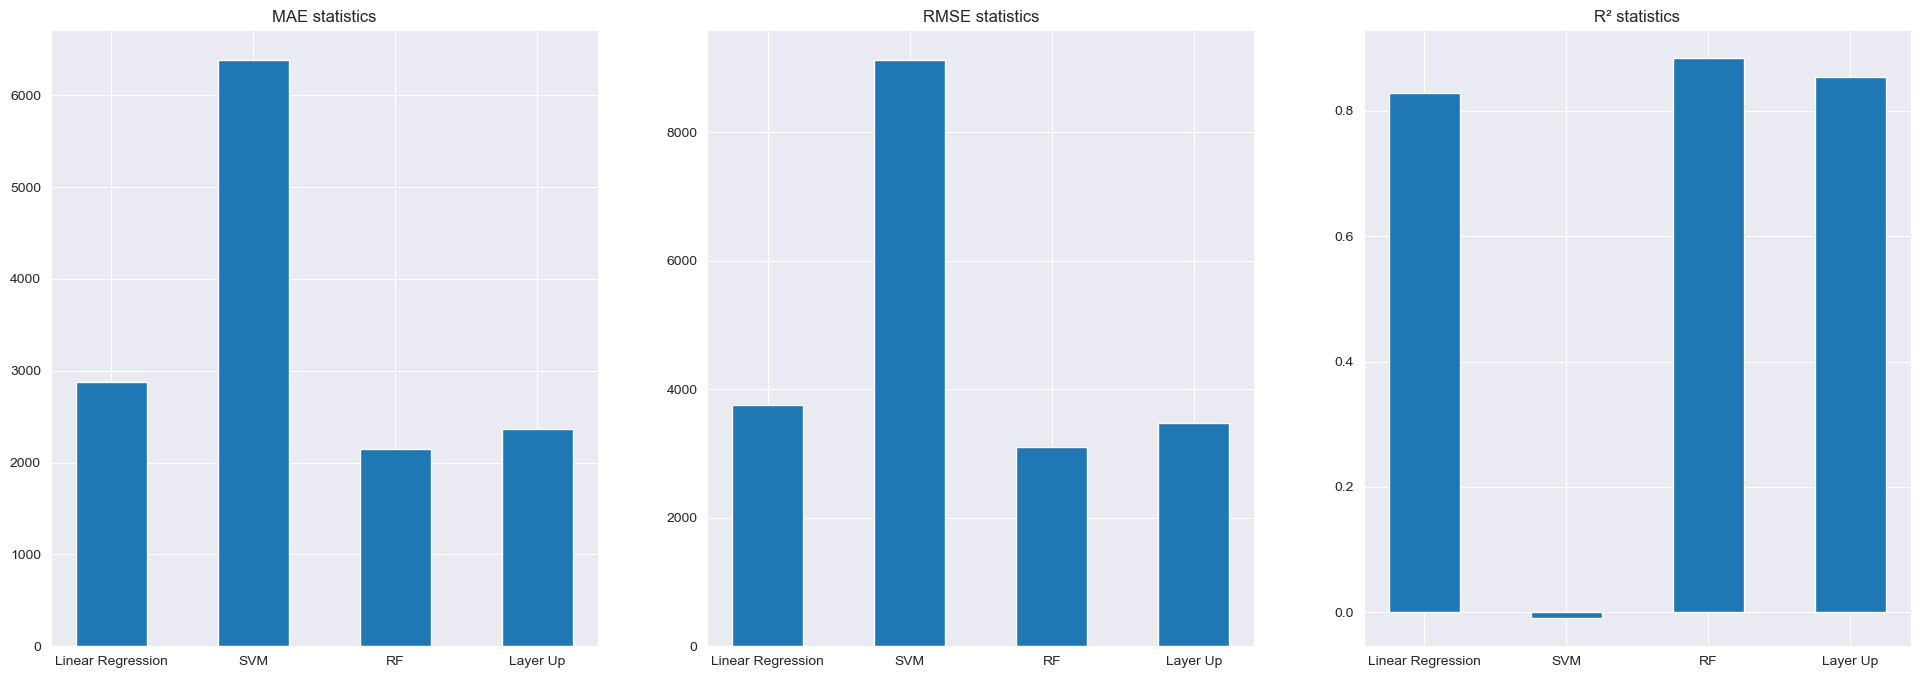 MAE statistics
6000
5000
4000
3000
2000
1000
0
Linear Regression SVM RF Layer Up
RMSE statistics
8000
6000
4000
2000
0
Linear Regression SVM RF Layer Up
R² statistics
0.8
0.6
0.4
0.2
0.0
Linear Regression SVM RF Layer Up